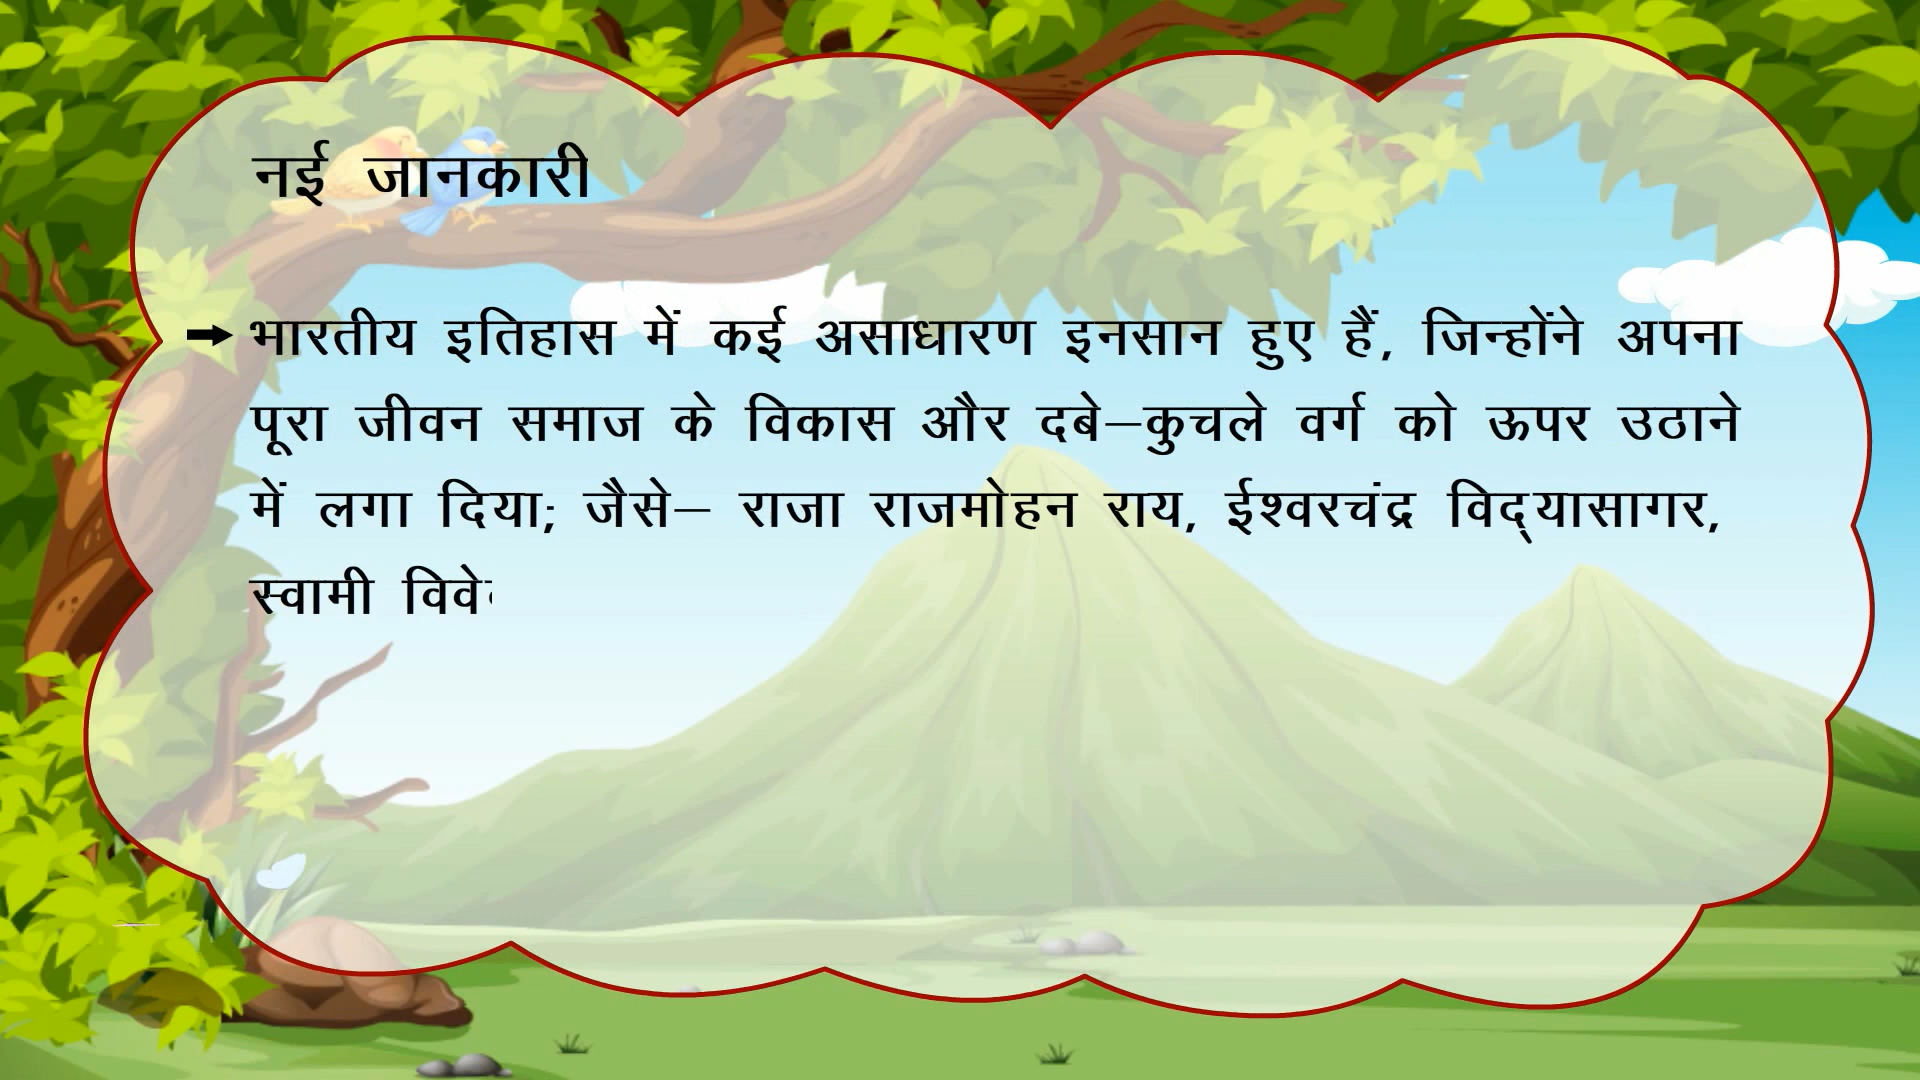 नई जानकारी
➡ भारतीय इतिहास में कई असाधारण इनसान हुए हैं, जिन्होंने अपना
पूरा जीवन समाज के विकास और दबे–कुचले वर्ग को ऊपर उठाने
में लगा दिया; जैसे– राजा राजमोहन राय, ईश्वरचंद्र विद्‌यासागर,
स्वामी